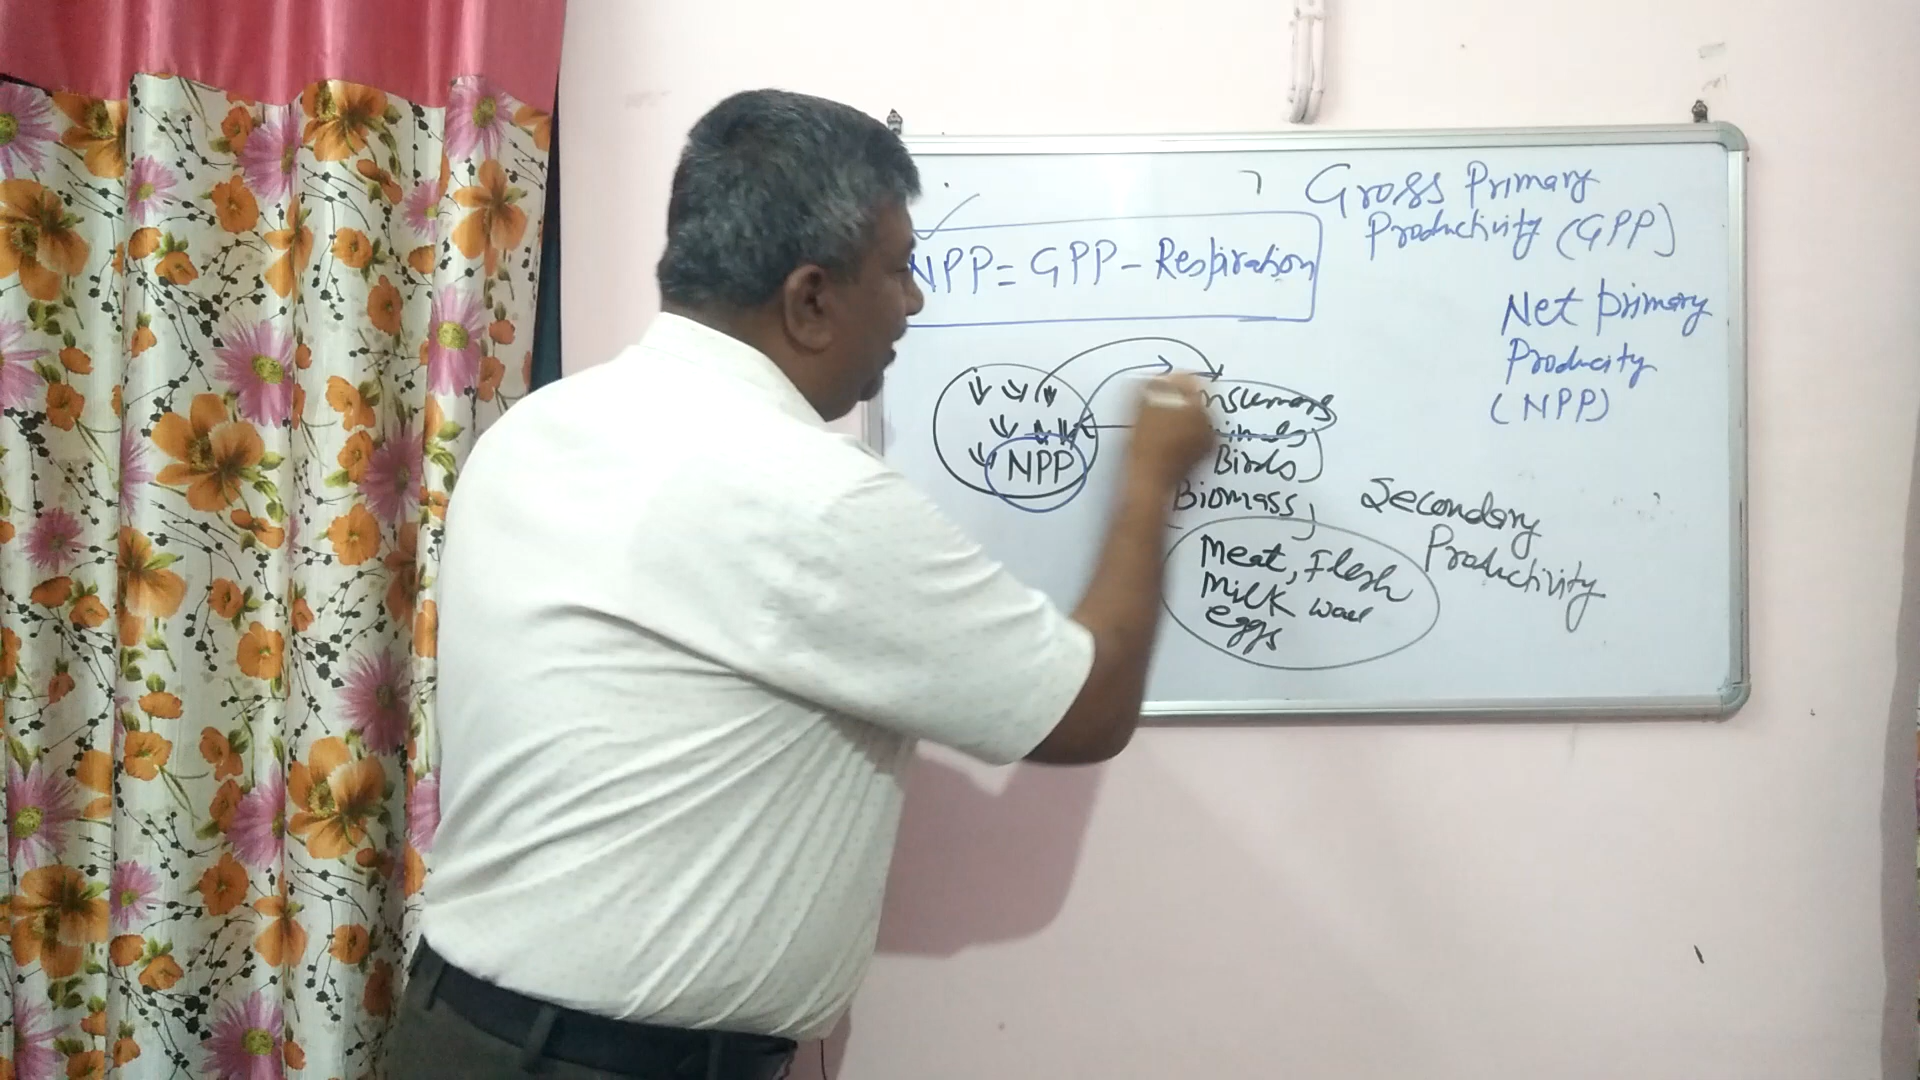 Gross Primary
Productivity (GPP)
NPP = GPP - Respiration
Net primary
Producity
(NPP)
NPP
Birds
Biomass,
Secondary
Productivity
Meat, Flesh
Milk
eggs